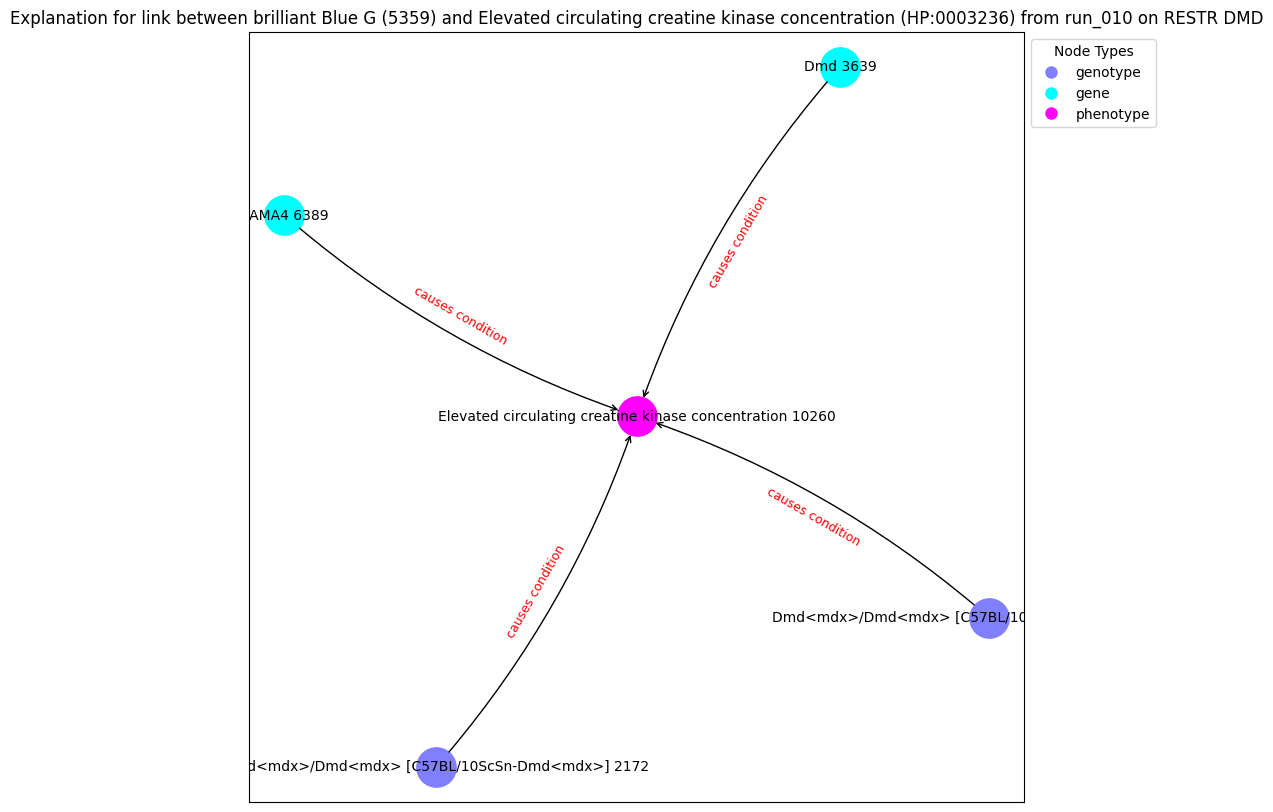 Explanation for link between brilliant Blue G (5359) and Elevated circulating creatine kinase concentration (HP:0003236) from run_010 on RESTR DMD
Node Types
genotype
gene
phenotype
Dmd 3639
AMA4 6389
causes condition
causes condition
Elevated circulating creatine kinase concentration 10260
causes condition
causes condition
Dmd<mdx>/Dmd<mdx> [C57BL/10
d<mdx>/Dmd<mdx> [C57BL/10ScSn-Dmd<mdx>] 2172